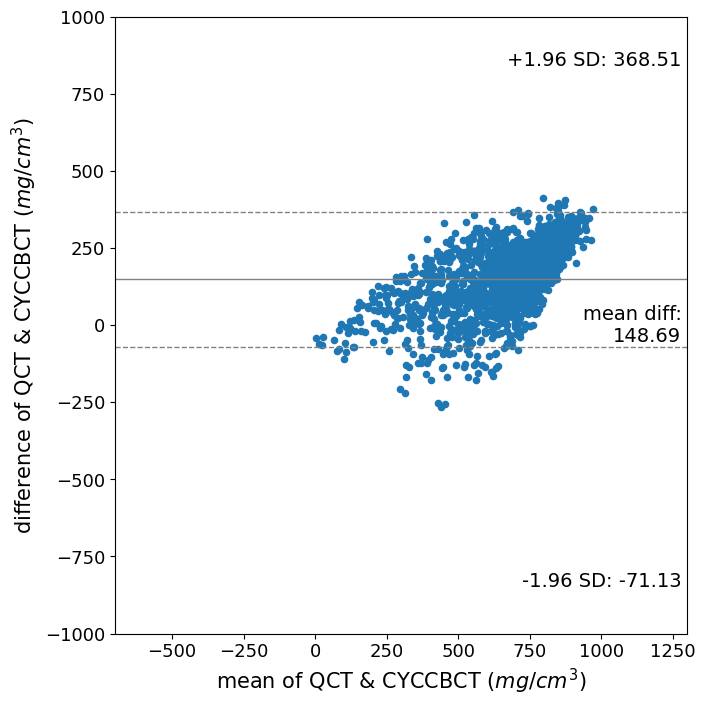 1000
750
500
250
0
−250
−500
−750
−1000
difference of QCT & CYCCBCT (mg/cm³)
+1.96 SD: 368.51
mean diff:
148.69
-1.96 SD: -71.13
−500 −250 0 250 500 750 1000 1250
mean of QCT & CYCCBCT (mg/cm³)